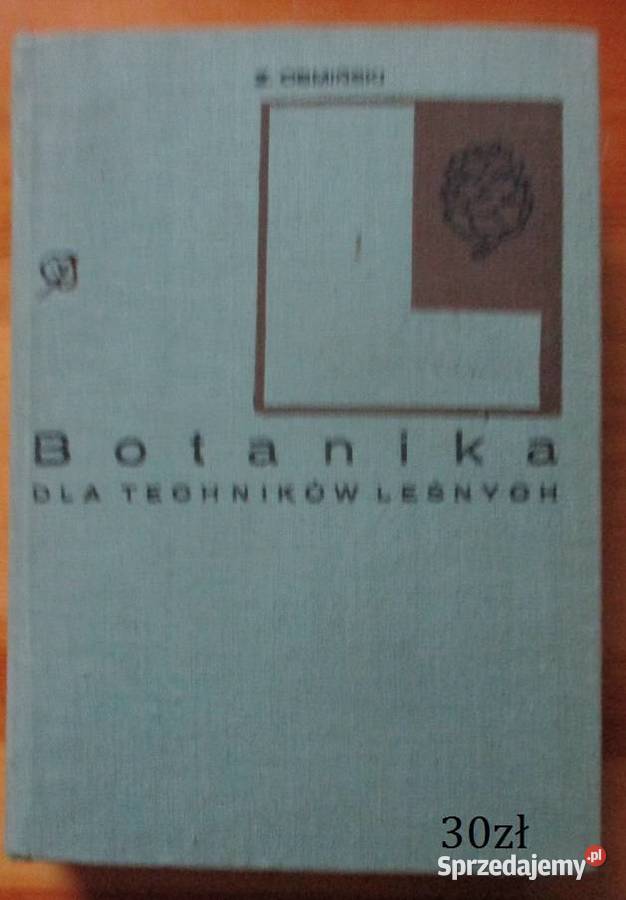 Botanika
DLA TECHNIKÓW LEŚNYCH
30zł
Sprzedajemy.pl